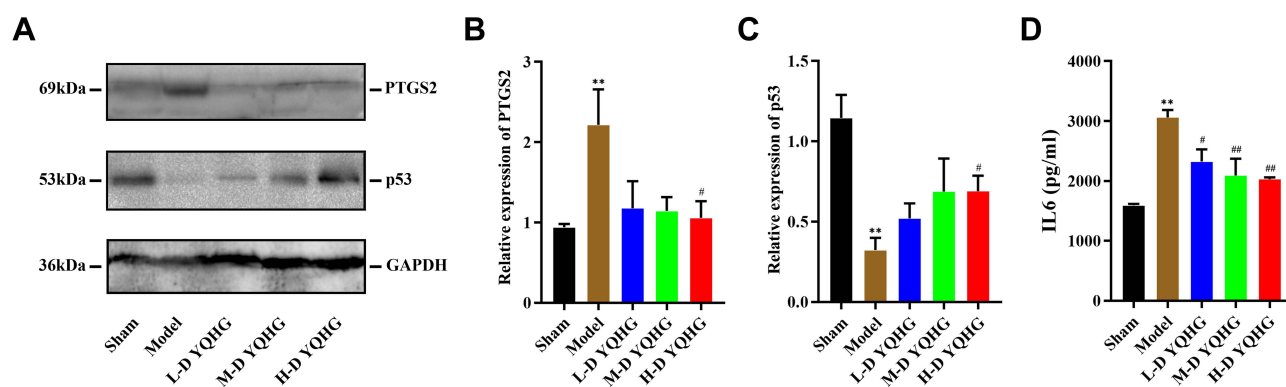 A
69kDa
PTGS2
53kDa
p53
36kDa
GAPDH
Sham
Model
L-D YQHG
M-D YQHG
H-D YQHG
B
Relative expression of PTGS2
3
2
1
0
**
#
Sham
Model
L-D YQHG
M-D YQHG
H-D YQHG
C
Relative expression of p53
1.5
1.0
0.5
0.0
**
#
Sham
Model
L-D YQHG
M-D YQHG
H-D YQHG
D
IL6 (pg/ml)
4000
3000
2000
1000
0
**
#
##
##
Sham
Model
L-D YQHG
M-D YQHG
H-D YQHG